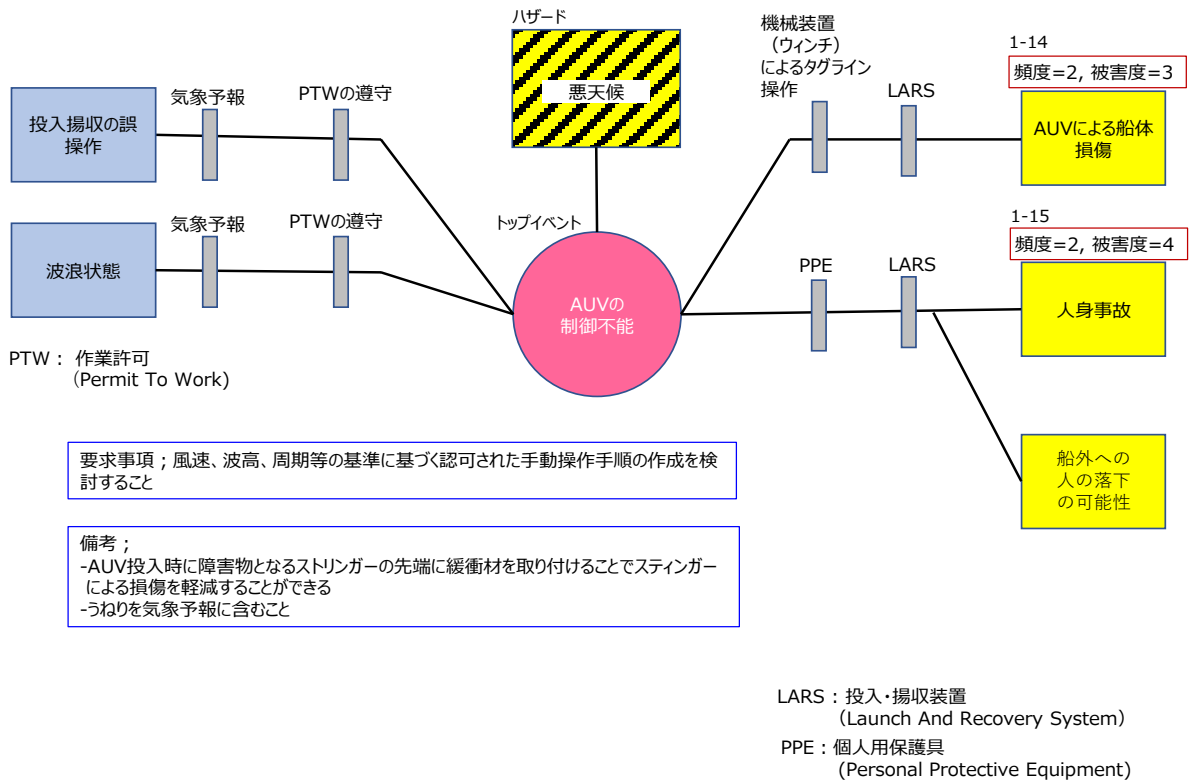 ハザード
悪天候
投入揚収の誤
操作
気象予報
PTWの遵守
波浪状態
気象予報
PTWの遵守
トップイベント
AUVの
制御不能
機械装置
(ウィンチ)
によるタグライン
操作
LARS
1-14
頻度=2, 被害度=3
AUVによる船体
損傷
PPE
LARS
1-15
頻度=2, 被害度=4
人身事故
船外への
人の落下
の可能性
PTW : 作業許可
(Permit To Work)
要求事項 ; 風速、波高、周期等の基準に基づく認可された手動操作手順の作成を検
討すること
備考 ;
-AUV投入時に障害物となるストリンガーの先端に緩衝材を取り付けることでスティンガー
による損傷を軽減することができる
-うねりを気象予報に含むこと
LARS : 投入・揚収装置
(Launch And Recovery System)
PPE : 個人用保護具
(Personal Protective Equipment)